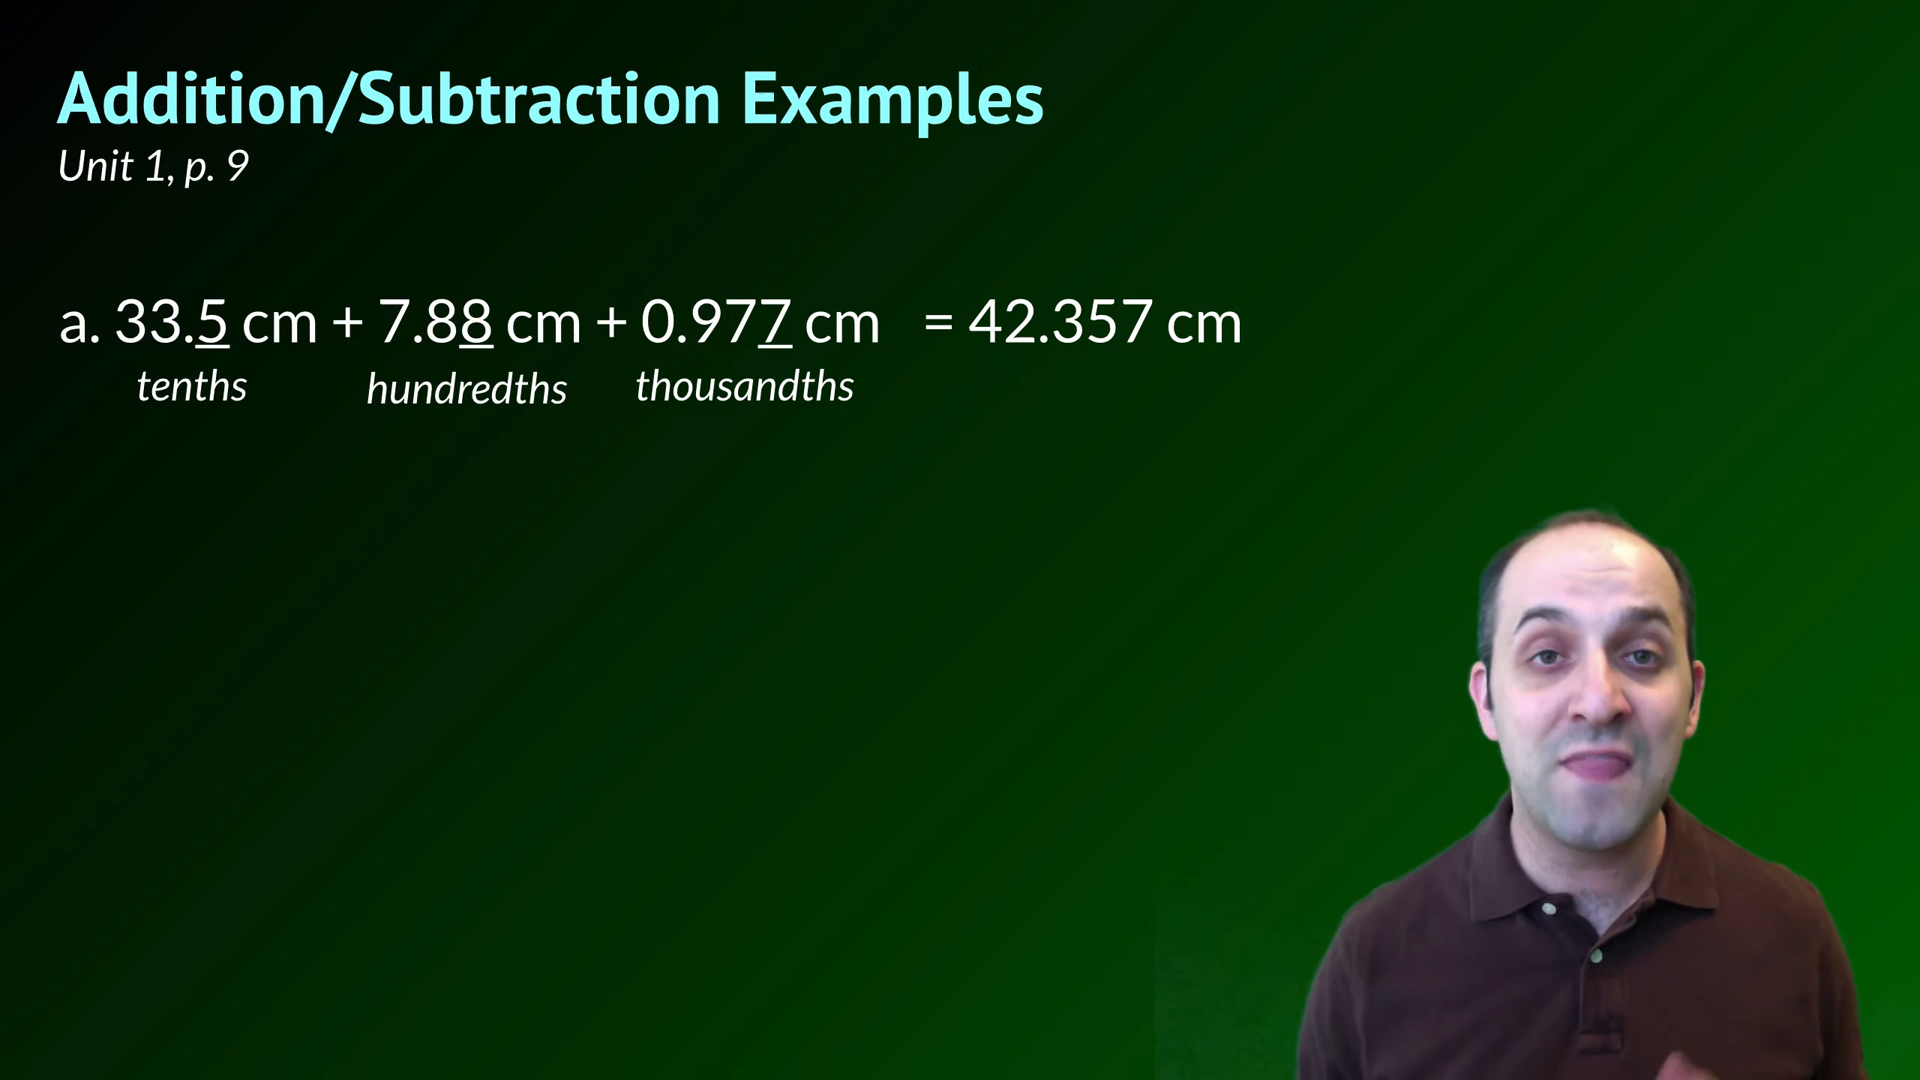 Addition/Subtraction Examples
Unit 1, p. 9
a. 33.5 cm + 7.88 cm + 0.977 cm = 42.357 cm
tenths hundredths thousandths